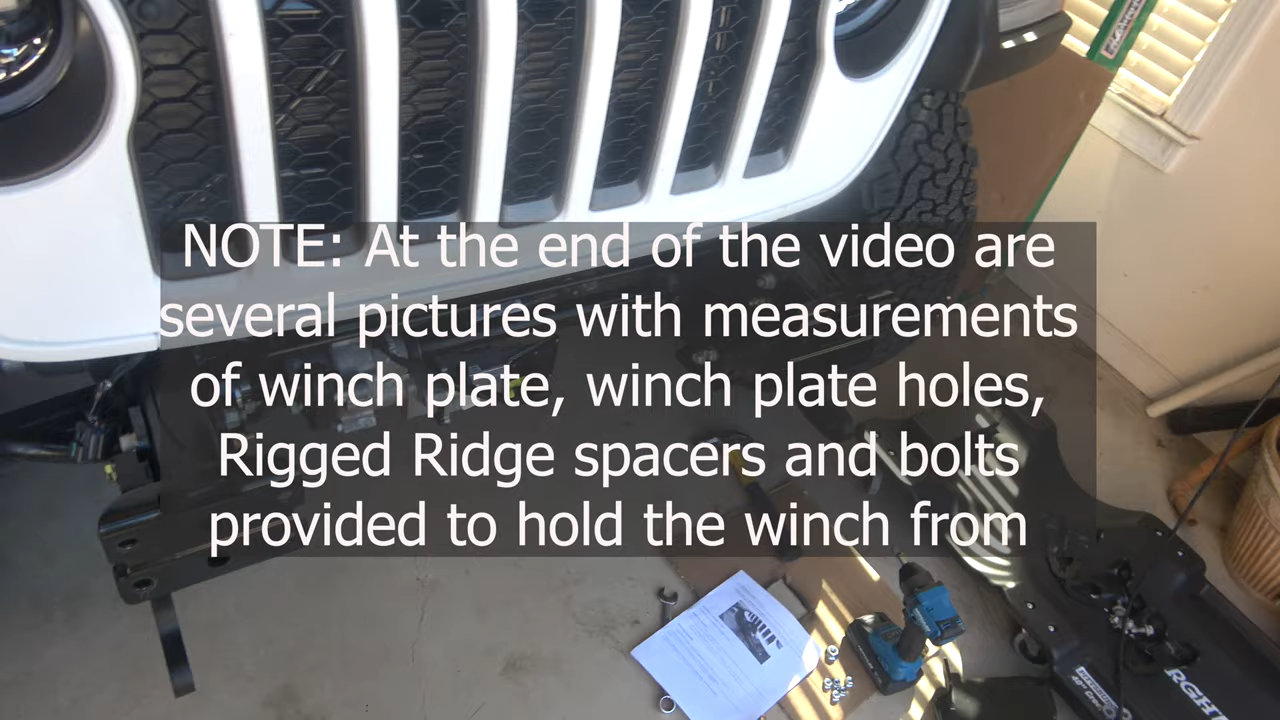 NOTE: At the end of the video are
several pictures with measurements
of winch plate, winch plate holes,
Rigged Ridge spacers and bolts
provided to hold the winch from